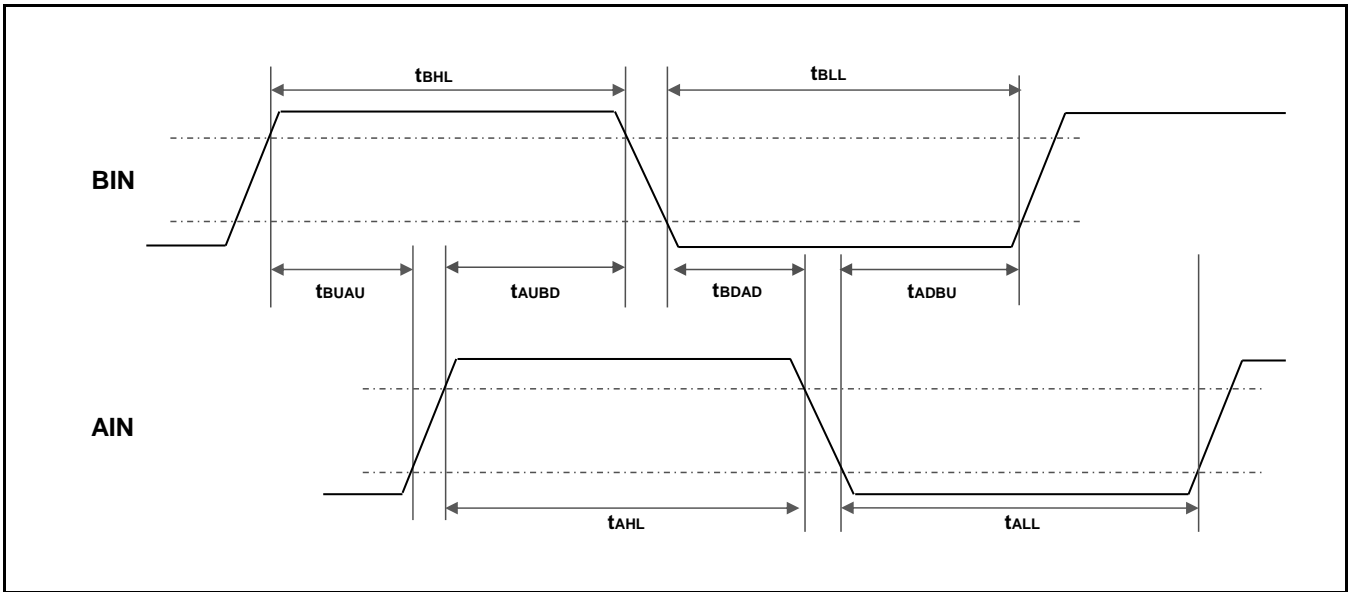 tBHL
tBLL
BIN
tBUAU
tAUBD
tBDAD
tADBU
AIN
tAHL
tALL